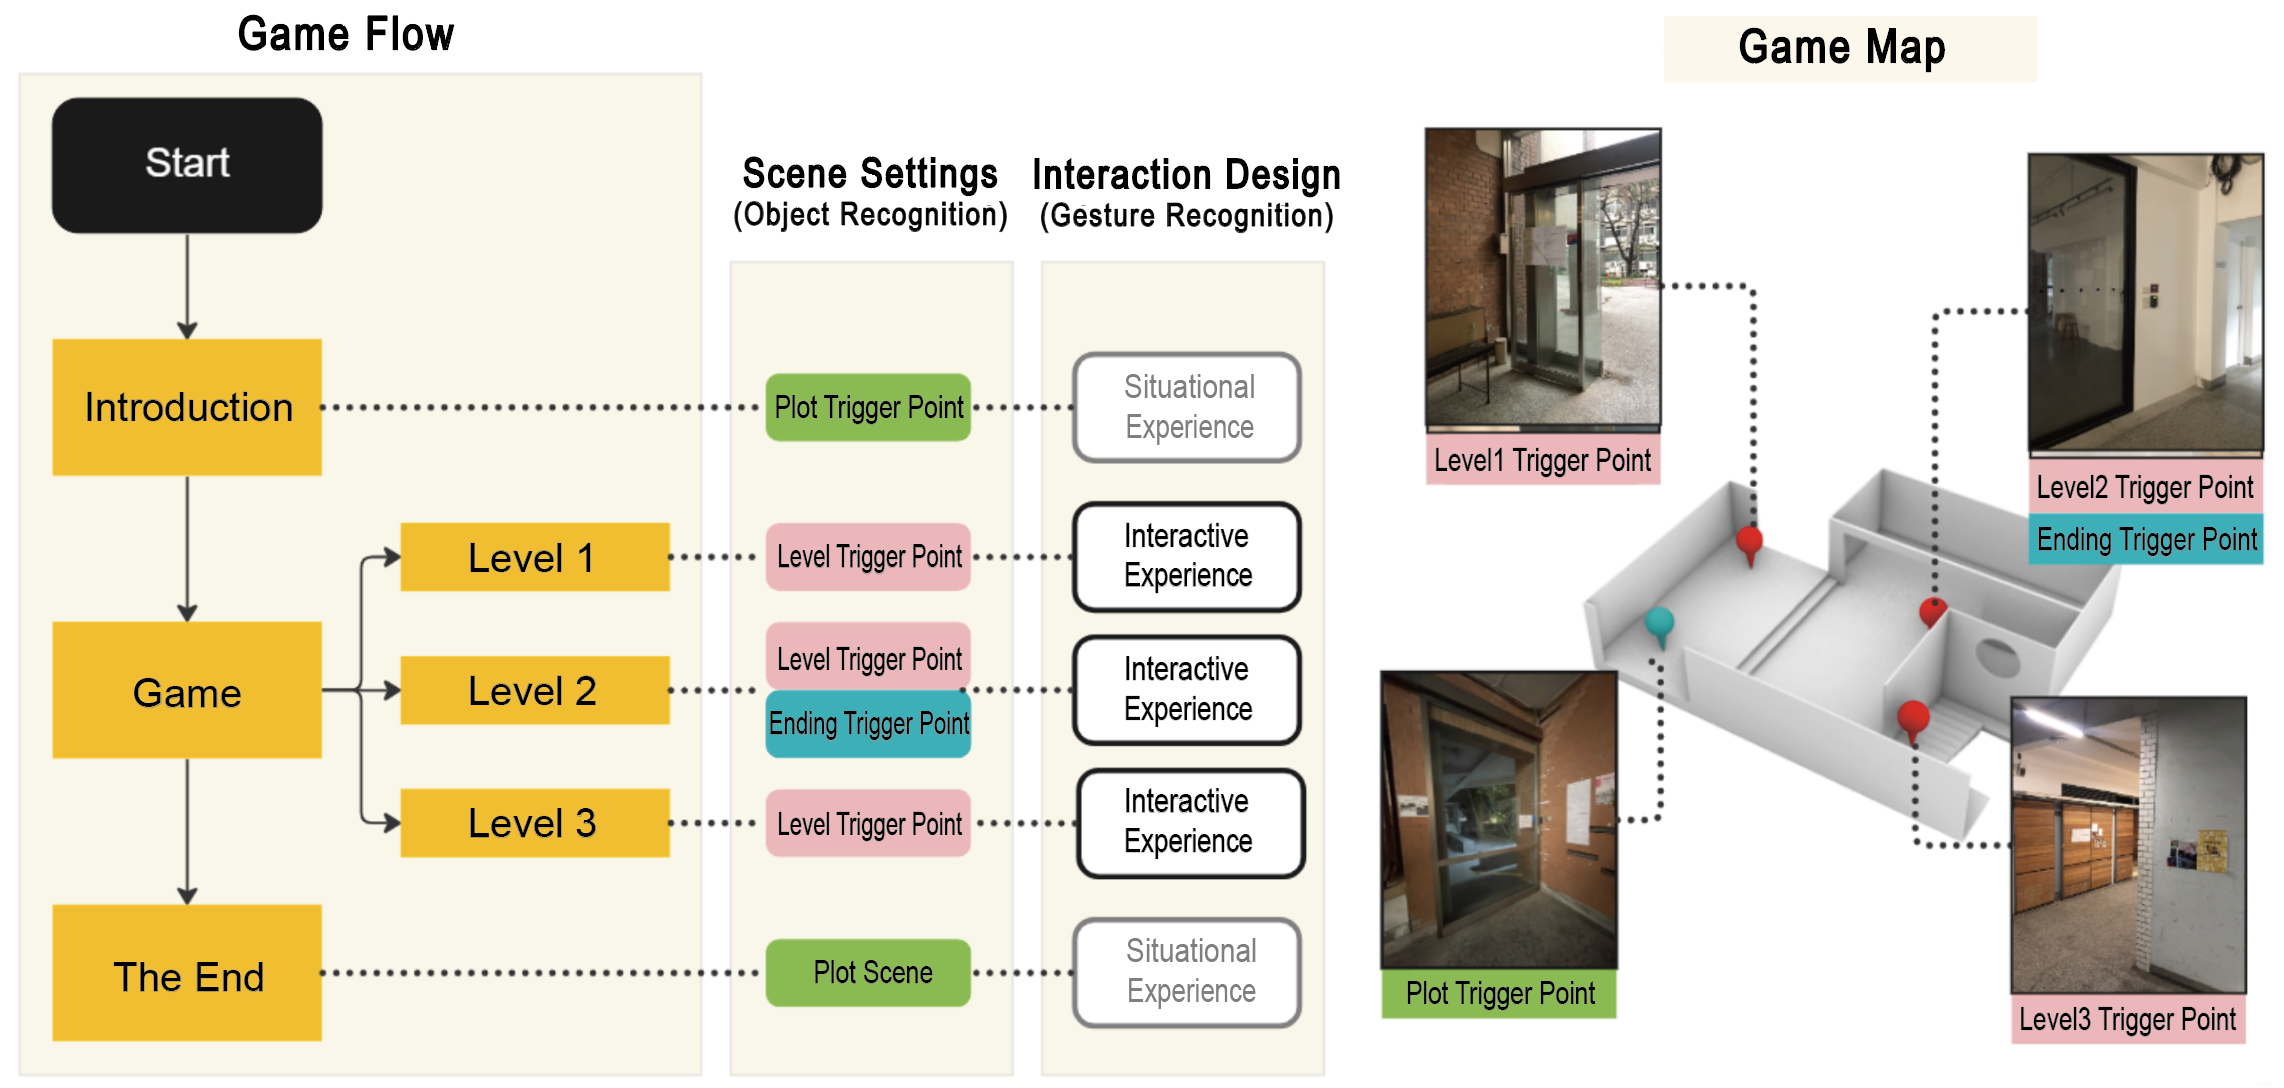 Game Flow
Start
Introduction
Game
Level 1
Level 2
Level 3
The End
Scene Settings
(Object Recognition)
Plot Trigger Point
Level Trigger Point
Level Trigger Point
Ending Trigger Point
Level Trigger Point
Plot Scene
Interaction Design
(Gesture Recognition)
Situational
Experience
Interactive
Experience
Interactive
Experience
Interactive
Experience
Situational
Experience
Game Map
Level1 Trigger Point
Level2 Trigger Point
Ending Trigger Point
Plot Trigger Point
Level3 Trigger Point